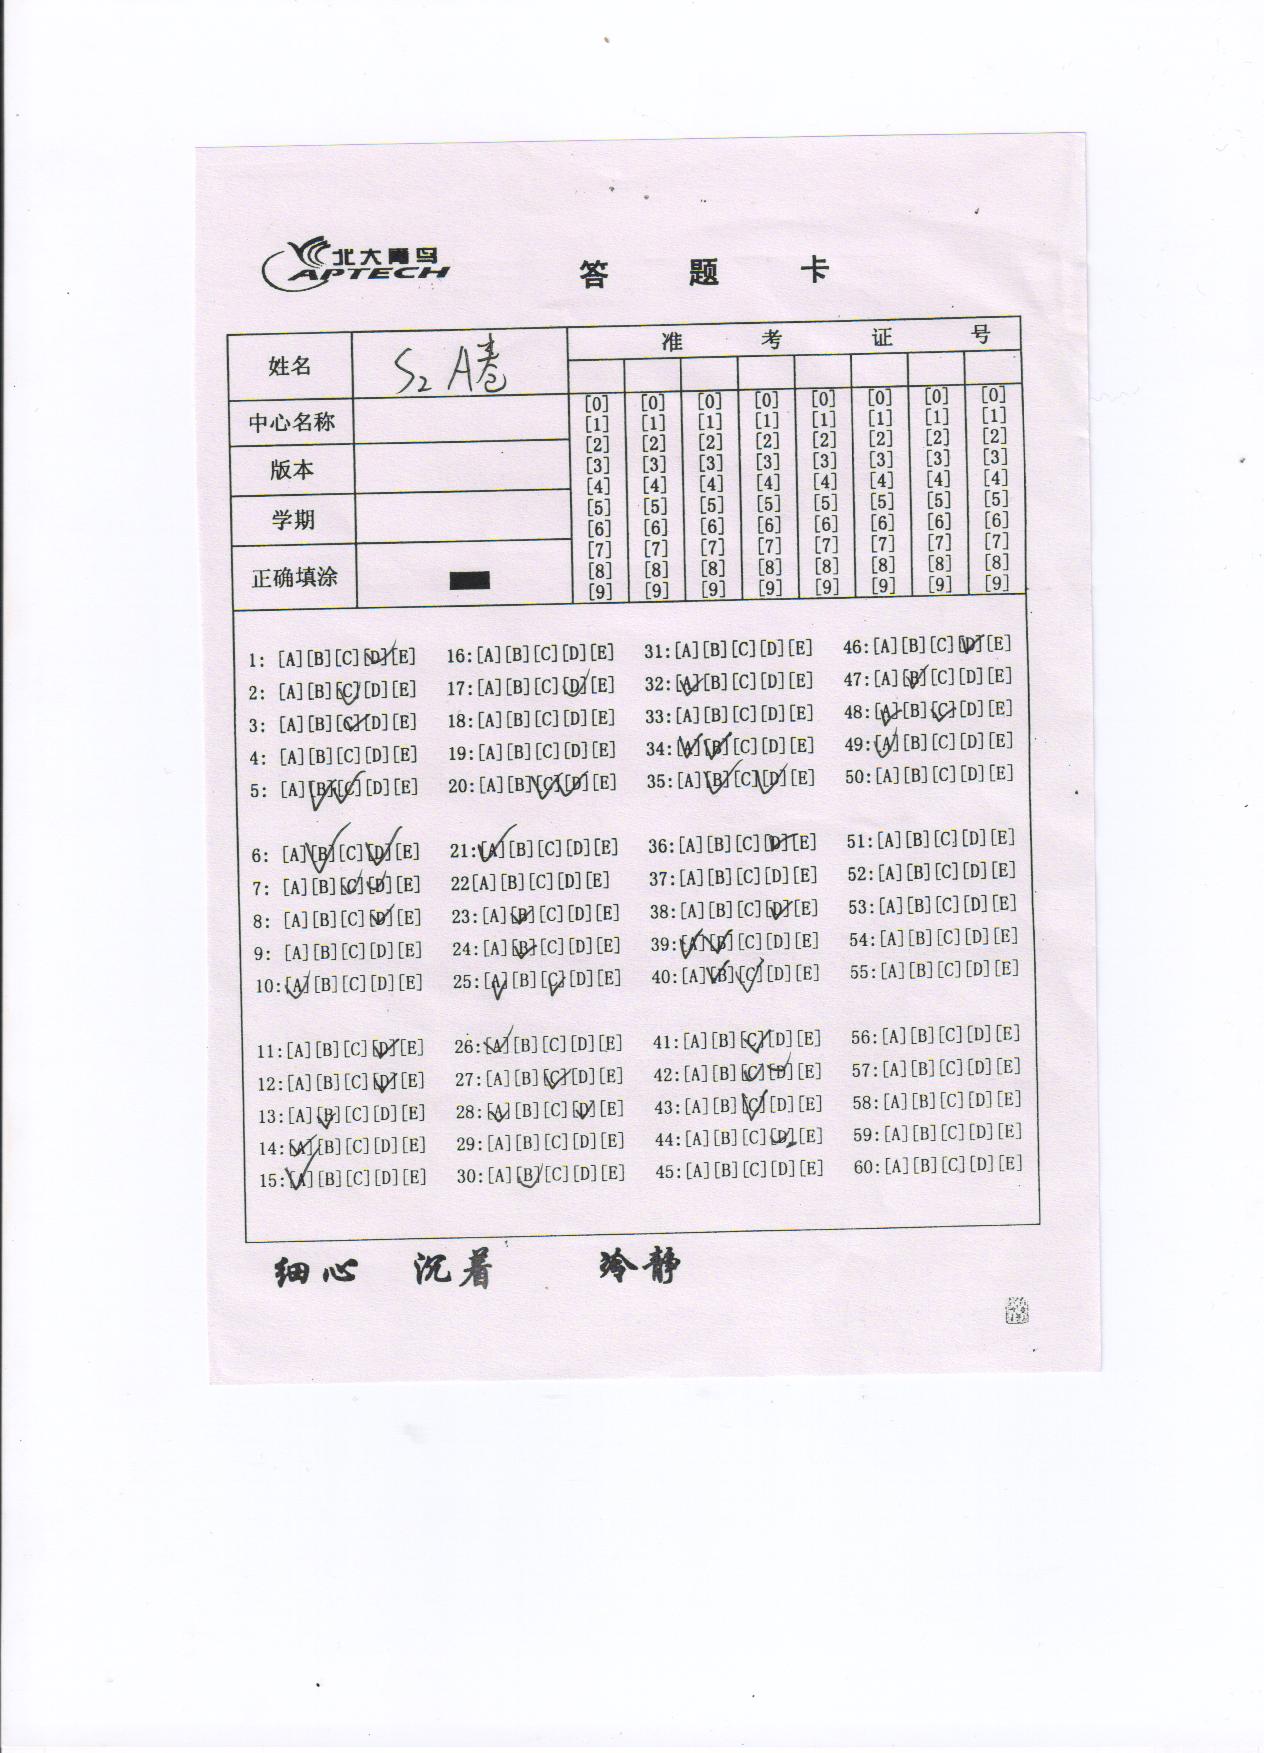 北大青鸟
APTECH
答 题 卡
姓名 S2 A卷 准 考 证 号
中心名称
版本
学期
正确填涂
[0] [0] [0] [0] [0] [0] [0] [0]
[1] [1] [1] [1] [1] [1] [1] [1]
[2] [2] [2] [2] [2] [2] [2] [2]
[3] [3] [3] [3] [3] [3] [3] [3]
[4] [4] [4] [4] [4] [4] [4] [4]
[5] [5] [5] [5] [5] [5] [5] [5]
[6] [6] [6] [6] [6] [6] [6] [6]
[7] [7] [7] [7] [7] [7] [7] [7]
[8] [8] [8] [8] [8] [8] [8] [8]
[9] [9] [9] [9] [9] [9] [9] [9]
1: [A][B][C][D][E] 16:[A][B][C][D][E] 31:[A][B][C][D][E] 46:[A][B][C][D][E]
2: [A][B][C][D][E] 17:[A][B][C][D][E] 32:[A][B][C][D][E] 47:[A][B][C][D][E]
3: [A][B][C][D][E] 18:[A][B][C][D][E] 33:[A][B][C][D][E] 48:[A][B][C][D][E]
4: [A][B][C][D][E] 19:[A][B][C][D][E] 34:[A][B][C][D][E] 49:[A][B][C][D][E]
5: [A][B][C][D][E] 20:[A][B][C][D][E] 35:[A][B][C][D][E] 50:[A][B][C][D][E]
6: [A][B][C][D][E] 21:[A][B][C][D][E] 36:[A][B][C][D][E] 51:[A][B][C][D][E]
7: [A][B][C][D][E] 22[A][B][C][D][E] 37:[A][B][C][D][E] 52:[A][B][C][D][E]
8: [A][B][C][D][E] 23:[A][B][C][D][E] 38:[A][B][C][D][E] 53:[A][B][C][D][E]
9: [A][B][C][D][E] 24:[A][B][C][D][E] 39:[A][B][C][D][E] 54:[A][B][C][D][E]
10:[A][B][C][D][E] 25:[A][B][C][D][E] 40:[A][B][C][D][E] 55:[A][B][C][D][E]
11:[A][B][C][D][E] 26:[A][B][C][D][E] 41:[A][B][C][D][E] 56:[A][B][C][D][E]
12:[A][B][C][D][E] 27:[A][B][C][D][E] 42:[A][B][C][D][E] 57:[A][B][C][D][E]
13:[A][B][C][D][E] 28:[A][B][C][D][E] 43:[A][B][C][D][E] 58:[A][B][C][D][E]
14:[A][B][C][D][E] 29:[A][B][C][D][E] 44:[A][B][C][D][E] 59:[A][B][C][D][E]
15:[A][B][C][D][E] 30:[A][B][C][D][E] 45:[A][B][C][D][E] 60:[A][B][C][D][E]
细心 沉着 冷静